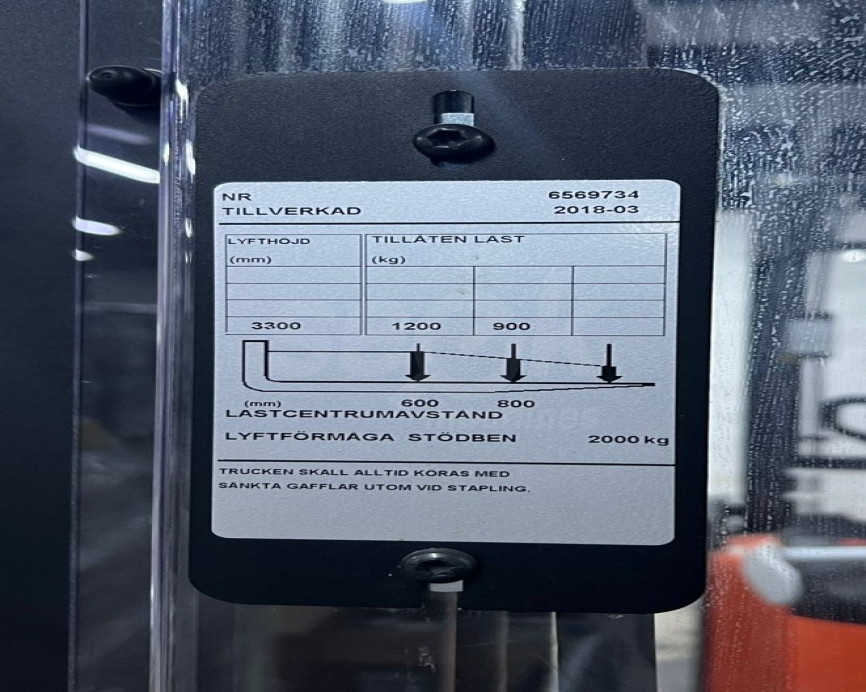 NR 6569734
TILLVERKAD 2018-03
LYFTHÖJD TILLÅTEN LAST
(mm) (kg)
3300 1200 900
(mm) 600 800
LASTCENTRUMAVSTÅND
LYFTFÖRMÅGA STÖDBEN 2000 kg
TRUCKEN SKALL ALLTID KÖRAS MED
SÄNKTA GAFFLAR UTOM VID STAPLING.